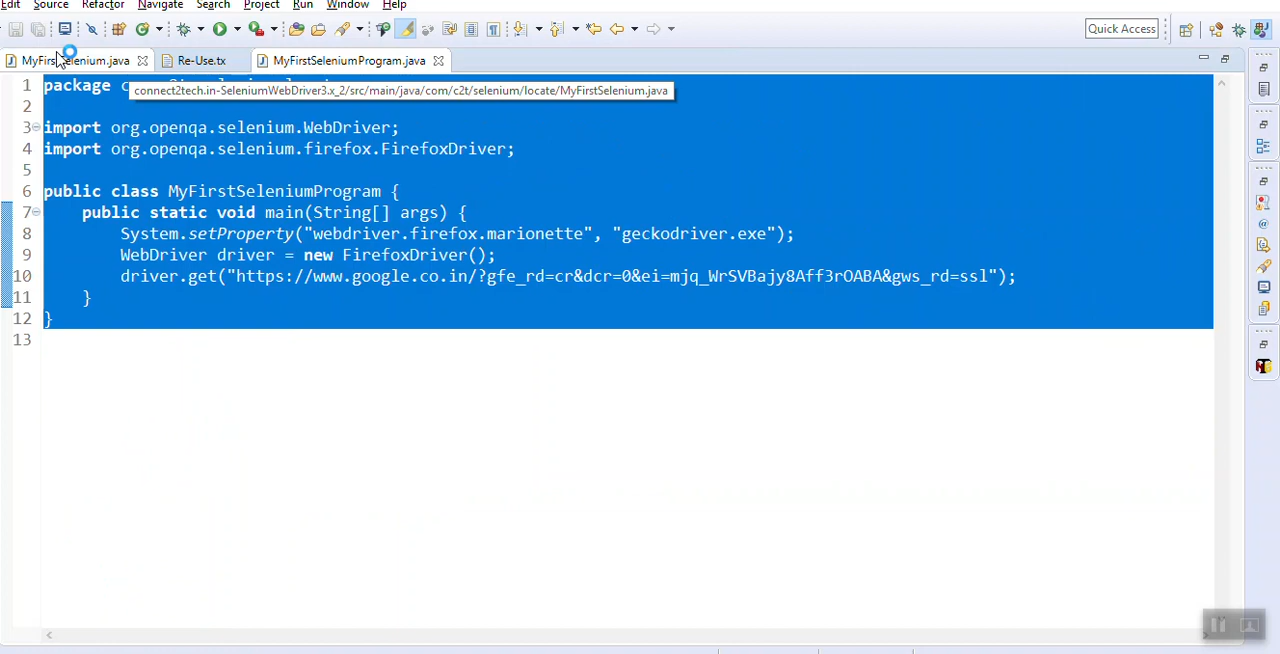 Edit Source Refactor Navigate Search Project Run Window Help
Quick Access
MyFirstSelenium.java Re-Use.tx MyFirstSeleniumProgram.java
connect2tech.in-SeleniumWebDriver3.x_2/src/main/java/com/c2t/selenium/locate/MyFirstSelenium.java
1 package
2
3 import org.openqa.selenium.WebDriver;
4 import org.openqa.selenium.firefox.FirefoxDriver;
5
6 public class MyFirstSeleniumProgram {
7 public static void main(String[] args) {
8 System.setProperty("webdriver.firefox.marionette", "geckodriver.exe");
9 WebDriver driver = new FirefoxDriver();
10 driver.get("https://www.google.co.in/?gfe_rd=cr&dcr=0&ei=mjq_WrSVBajy8Aff3rOABA&gws_rd=ssl");
11 }
12 }
13